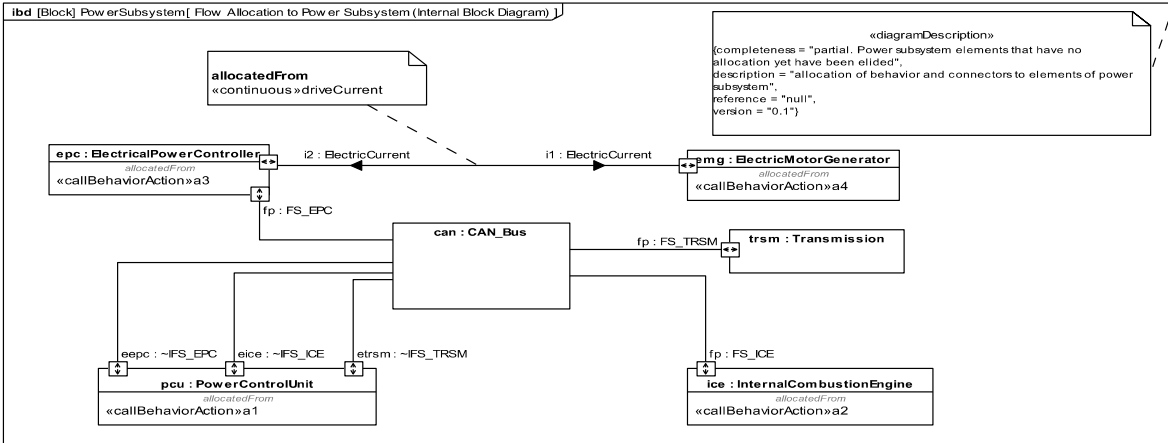 ibd [Block] PowerSubsystem[ Flow Allocation to Power Subsystem (Internal Block Diagram) ]
«diagramDescription»
{completeness = "partial. Power subsystem elements that have no
allocation yet have been elided",
description = "allocation of behavior and connectors to elements of power
subsystem",
reference = "null",
version = "0.1"}
allocatedFrom
«continuous»driveCurrent
epc : ElectricalPowerController
allocatedFrom
«callBehaviorAction»a3
i2 : ElectricCurrent
i1 : ElectricCurrent
emg : ElectricMotorGenerator
allocatedFrom
«callBehaviorAction»a4
fp : FS_EPC
can : CAN_Bus
fp : FS_TRSM
trsm : Transmission
eepc : ~IFS_EPC
eice : ~IFS_ICE
etrsm : ~IFS_TRSM
fp : FS_ICE
pcu : PowerControlUnit
allocatedFrom
«callBehaviorAction»a1
ice : InternalCombustionEngine
allocatedFrom
«callBehaviorAction»a2